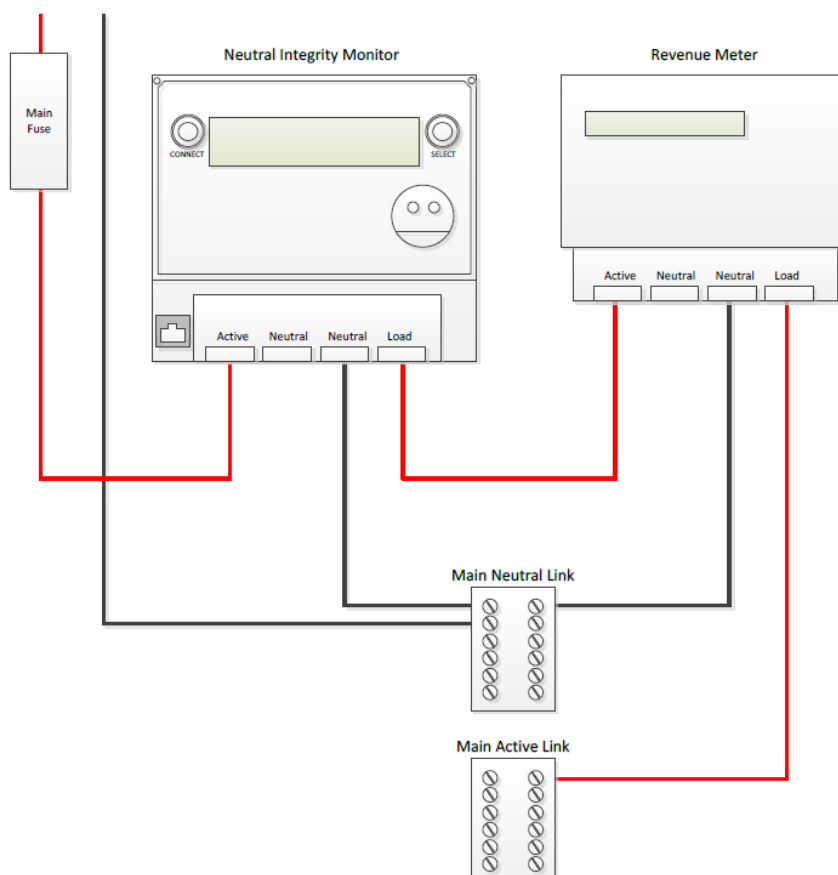 Neutral Integrity Monitor
Revenue Meter
Main
Fuse
CONNECT
SELECT
Active Neutral Neutral Load
Active Neutral Neutral Load
Main Neutral Link
Main Active Link